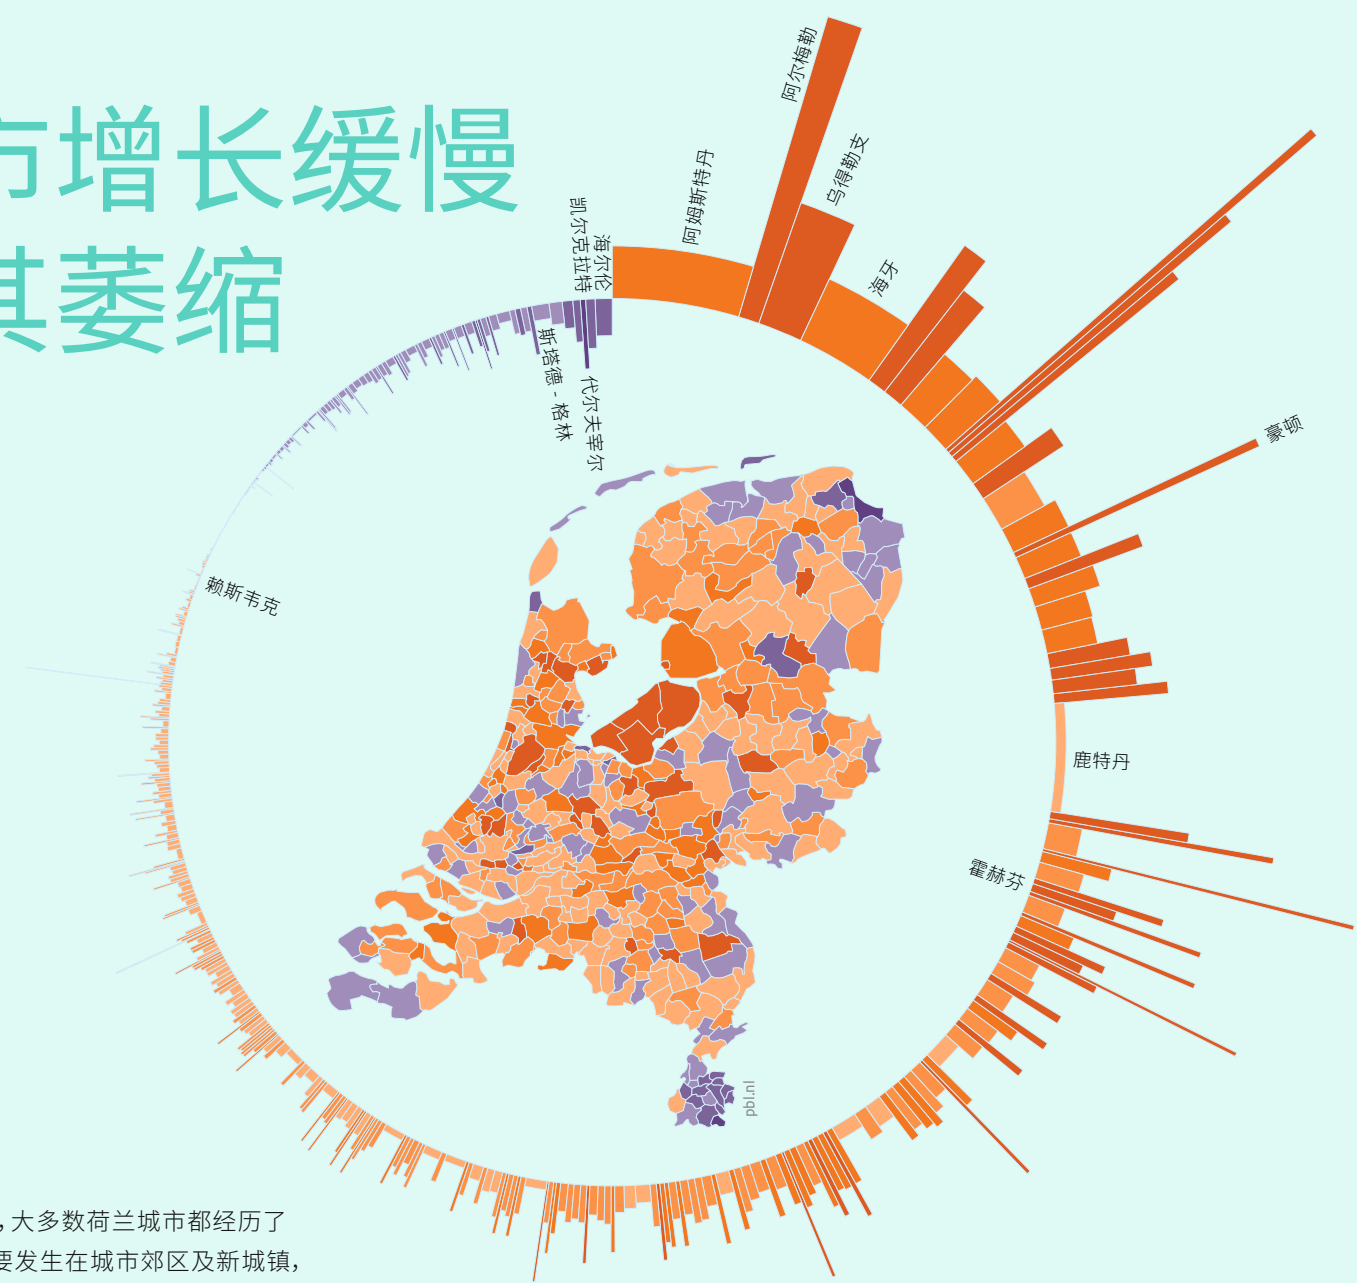 市增长缓慢
其萎缩
阿尔梅勒
乌得勒支
阿姆斯特丹
海牙
凯尔克拉特
海尔伦
斯塔德 - 格林
代尔夫宰尔
豪顿
赖斯韦克
鹿特丹
霍赫芬
pbl.nl
,大多数荷兰城市都经历了
要发生在城市郊区及新城镇,